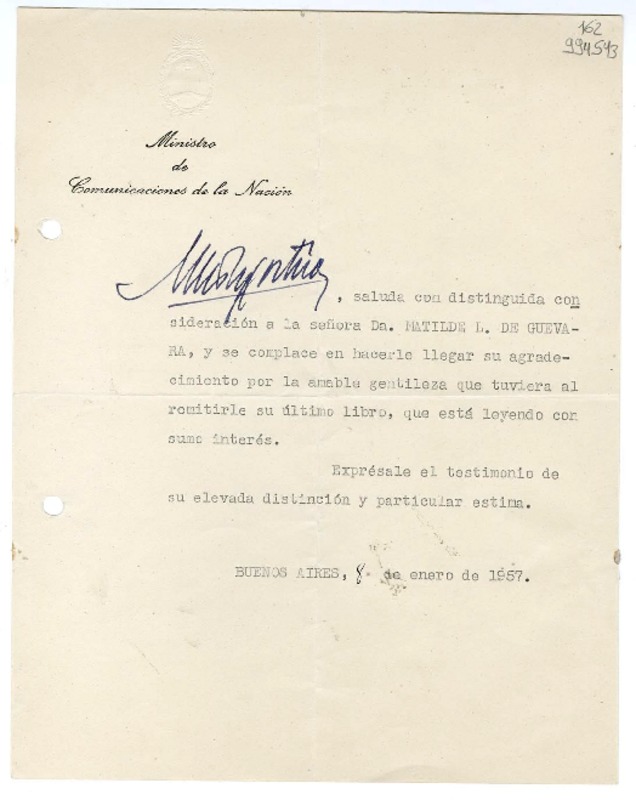 162
994543
Ministro
de
Comunicaciones de la Nación
, saluda con distinguida con
sideración a la señora Da. MATILDE L. DE GUEVA-
RA, y se complace en hacerle llegar su agrade-
cimiento por la amable gentileza que tuviera al
remitirle su último libro, que está leyendo con
sumo interés.
Exprésale el testimonio de
su elevada distinción y particular estima.
BUENOS AIRES, 8 de enero de 1957.